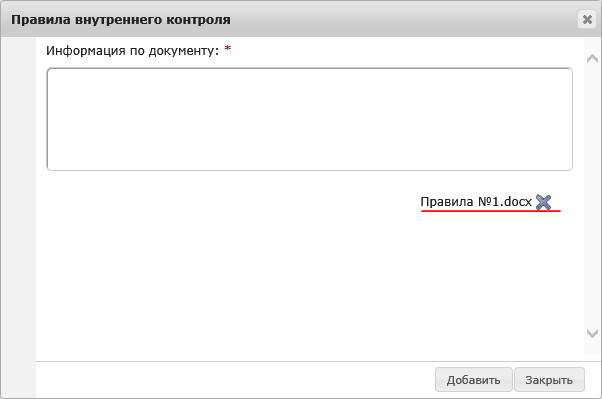 Правила внутреннего контроля
Информация по документу: *
Правила №1.docx
Добавить Закрыть